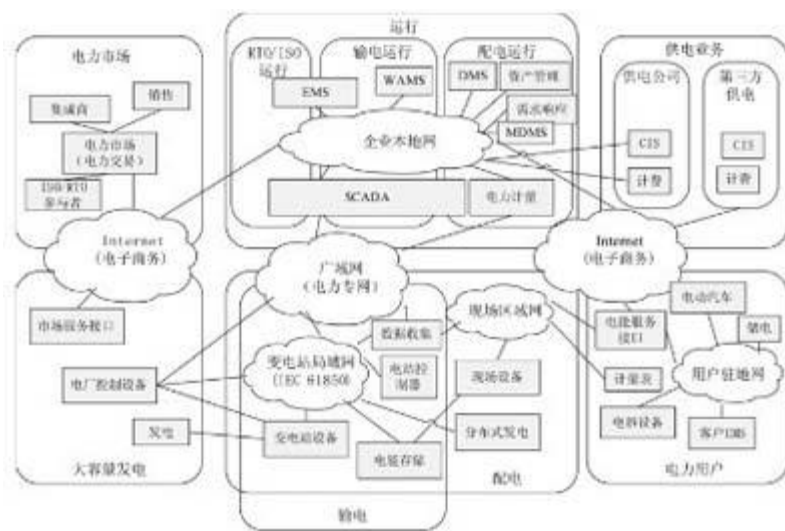 电力市场
集成商
销售
电力市场
(电力交易)
ISO/RTO
参与者
Internet
(电子商务)
运行
RTO/ISO
运行
输电运行
配电运行
EMS
WAMS
DMS
资产管理
需求响应
MDMS
企业本地网
SCADA
电力计量
供电业务
供电公司
第三方
供电
CIS
计费
CIS
计费
Internet
(电子商务)
广域网
(电力专网)
市场服务接口
电厂控制设备
发电
大容量发电
变电站局域网
(IEC 61850)
数据收集
电站控
制器
现场区域网
现场设备
变电站设备
分布式发电
电能存储
配电
输电
电能服务
接口
电动汽车
储电
计量表
用户驻地网
客户EMS
电力用户